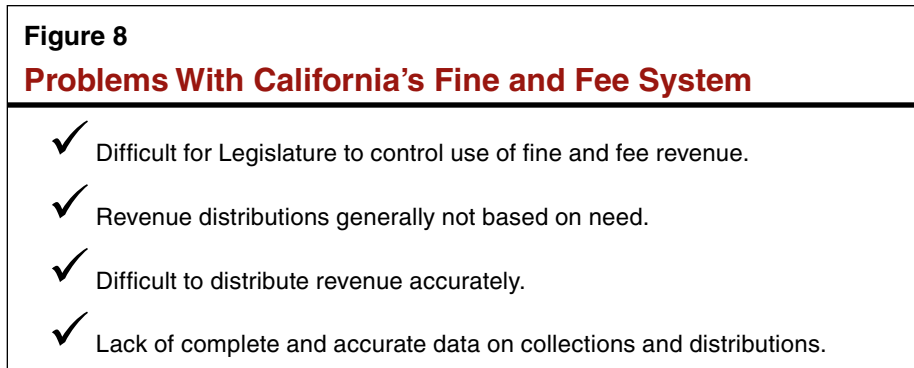 Figure 8
Problems With California's Fine and Fee System
Difficult for Legislature to control use of fine and fee revenue.
Revenue distributions generally not based on need.
Difficult to distribute revenue accurately.
Lack of complete and accurate data on collections and distributions.